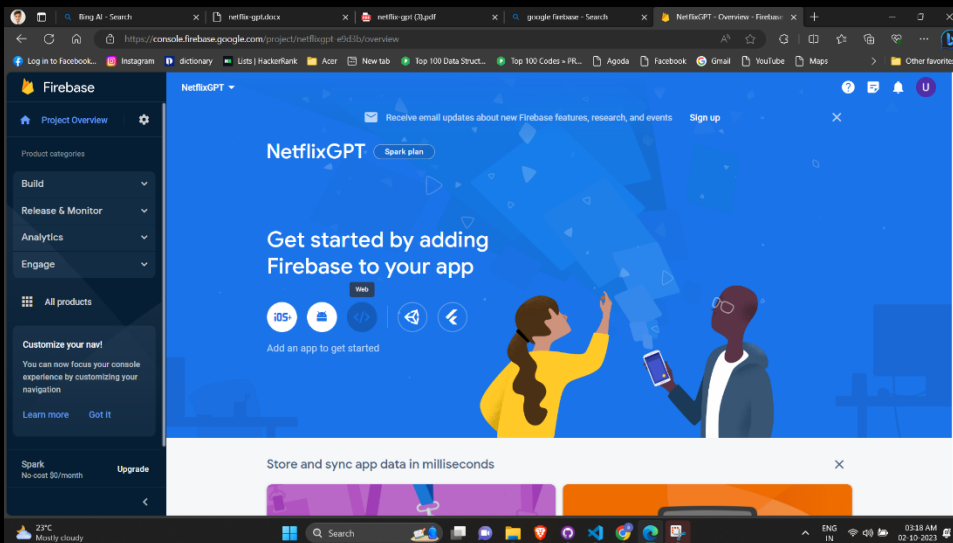 Bing AI - Search
netflix-gpt.docx
netflix-gpt (3).pdf
google firebase - Search
NetflixGPT - Overview - Firebase
https://console.firebase.google.com/project/netflixgpt-e9d3b/overview
Log in to Facebook...
Instagram
dictionary
Lists | HackerRank
Acer
New tab
Top 100 Data Struct...
Top 100 Codes » PR...
Agoda
Facebook
Gmail
YouTube
Maps
Other favorites
Firebase
NetflixGPT
U
Project Overview
Receive email updates about new Firebase features, research, and events
Sign up
Product categories
Build
Release & Monitor
Analytics
Engage
All products
Customize your nav!
You can now focus your console
experience by customizing your
navigation
Learn more
Got it
Spark
No-cost $0/month
Upgrade
NetflixGPT
Spark plan
Get started by adding
Firebase to your app
Web
iOS+
Add an app to get started
Store and sync app data in milliseconds
23°C
Mostly cloudy
Search
ENG
IN
03:18 AM
02-10-2023